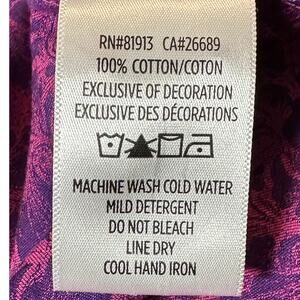 RN#81913 CA#26689
100% COTTON/COTON
EXCLUSIVE OF DECORATION
EXCLUSIVE DES DÉCORATIONS
MACHINE WASH COLD WATER
MILD DETERGENT
DO NOT BLEACH
LINE DRY
COOL HAND IRON